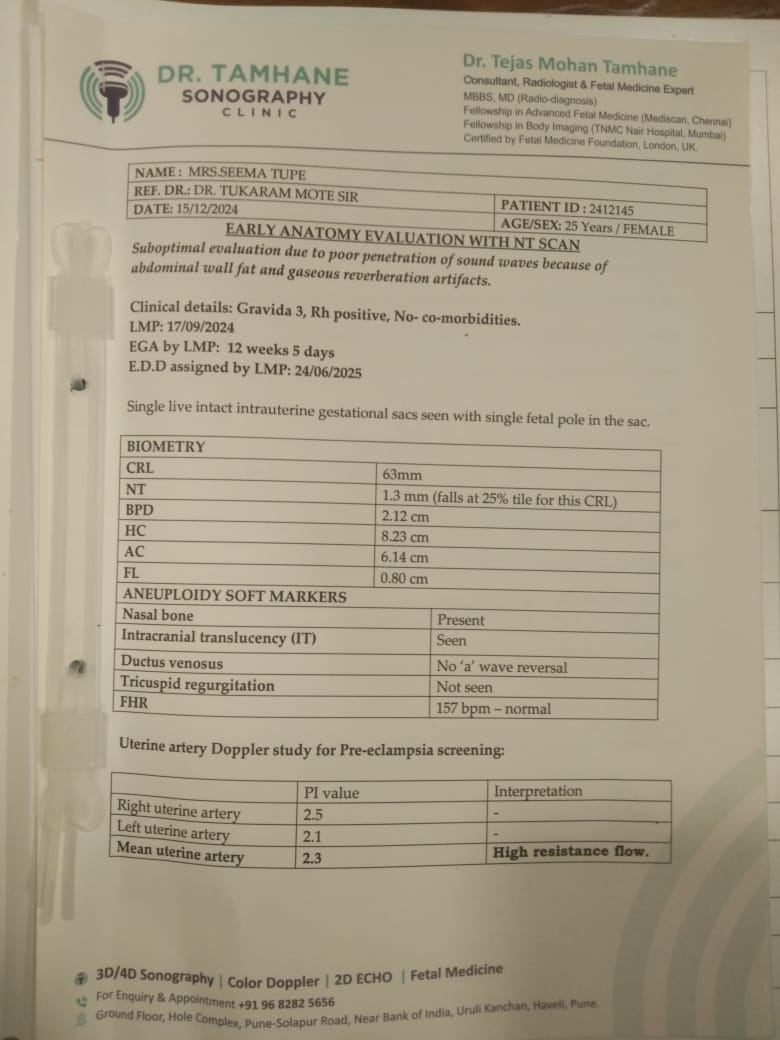 DR. TAMHANE
SONOGRAPHY
CLINIC
Dr. Tejas Mohan Tamhane
Consultant, Radiologist & Fetal Medicine Expert
MBBS, MD (Radio-diagnosis)
Fellowship in Advanced Fetal Medicine (Mediscan, Chennai)
Fellowship in Body Imaging (TNMC Nair Hospital, Mumbai)
Certified by Fetal Medicine Foundation, London, UK.
NAME : MRS.SEEMA TUPE
REF. DR.: DR. TUKARAM MOTE SIR
PATIENT ID : 2412145
DATE: 15/12/2024
AGE/SEX: 25 Years / FEMALE
EARLY ANATOMY EVALUATION WITH NT SCAN
Suboptimal evaluation due to poor penetration of sound waves because of
abdominal wall fat and gaseous reverberation artifacts.
Clinical details: Gravida 3, Rh positive, No- co-morbidities.
LMP: 17/09/2024
EGA by LMP: 12 weeks 5 days
E.D.D assigned by LMP: 24/06/2025
Single live intact intrauterine gestational sacs seen with single fetal pole in the sac.
BIOMETRY
CRL 63mm
NT 1.3 mm (falls at 25% tile for this CRL)
BPD 2.12 cm
HC 8.23 cm
AC 6.14 cm
FL 0.80 cm
ANEUPLOIDY SOFT MARKERS
Nasal bone Present
Intracranial translucency (IT) Seen
Ductus venosus No 'a' wave reversal
Tricuspid regurgitation Not seen
FHR 157 bpm – normal
Uterine artery Doppler study for Pre-eclampsia screening:
PI value Interpretation
Right uterine artery 2.5 -
Left uterine artery 2.1 -
Mean uterine artery 2.3 High resistance flow.
3D/4D Sonography | Color Doppler | 2D ECHO | Fetal Medicine
For Enquiry & Appointment +91 96 8282 5656
Ground Floor, Hole Complex, Pune-Solapur Road, Near Bank of India, Uruli Kanchan, Haveli, Pune.